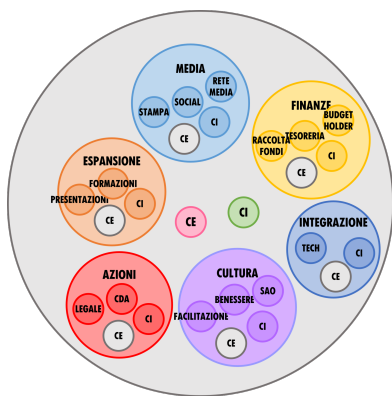 MEDIA
RETE
MEDIA
SOCIAL
STAMPA
CI
CE
FINANZE
BUDGET
HOLDER
TESORERIA
RACCOLTA
FONDI
CI
CE
ESPANSIONE
FORMAZIONI
PRESENTAZIONI
CI
CE
CE
CI
INTEGRAZIONE
TECH
CI
CE
AZIONI
CDA
LEGALE
CI
CE
CULTURA
SAO
BENESSERE
FACILITAZIONE
CI
CE